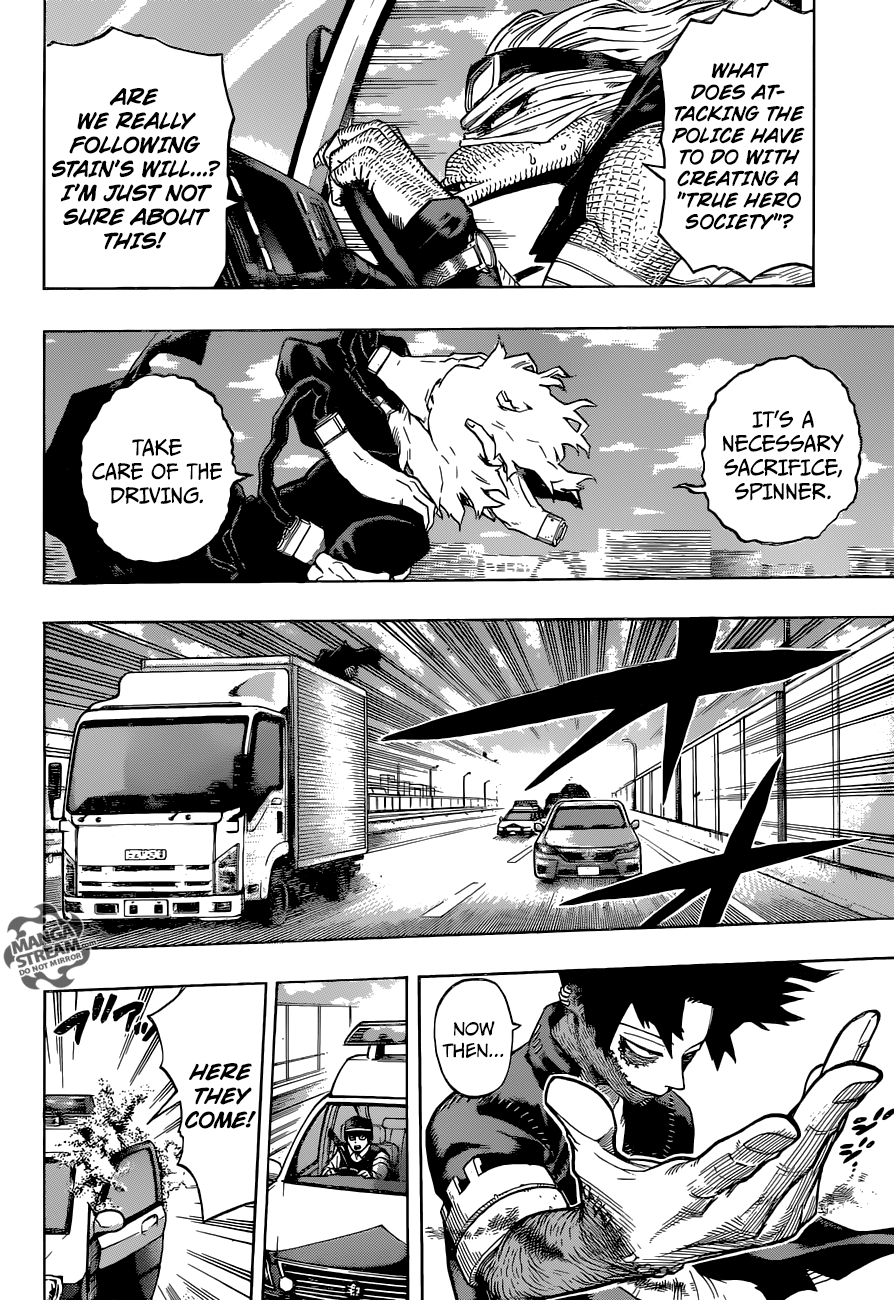 WHAT
DOES AT-
TACKING THE
POLICE HAVE
TO DO WITH
CREATING A
"TRUE HERO
SOCIETY"?
ARE
WE REALLY
FOLLOWING
STAIN'S WILL...?
I'M JUST NOT
SURE ABOUT
THIS!
IT'S A
NECESSARY
SACRIFICE,
SPINNER.
TAKE
CARE OF THE
DRIVING.
MANGA
STREAM
DO NOT MIRROR
NOW
THEN...
HERE
THEY
COME!